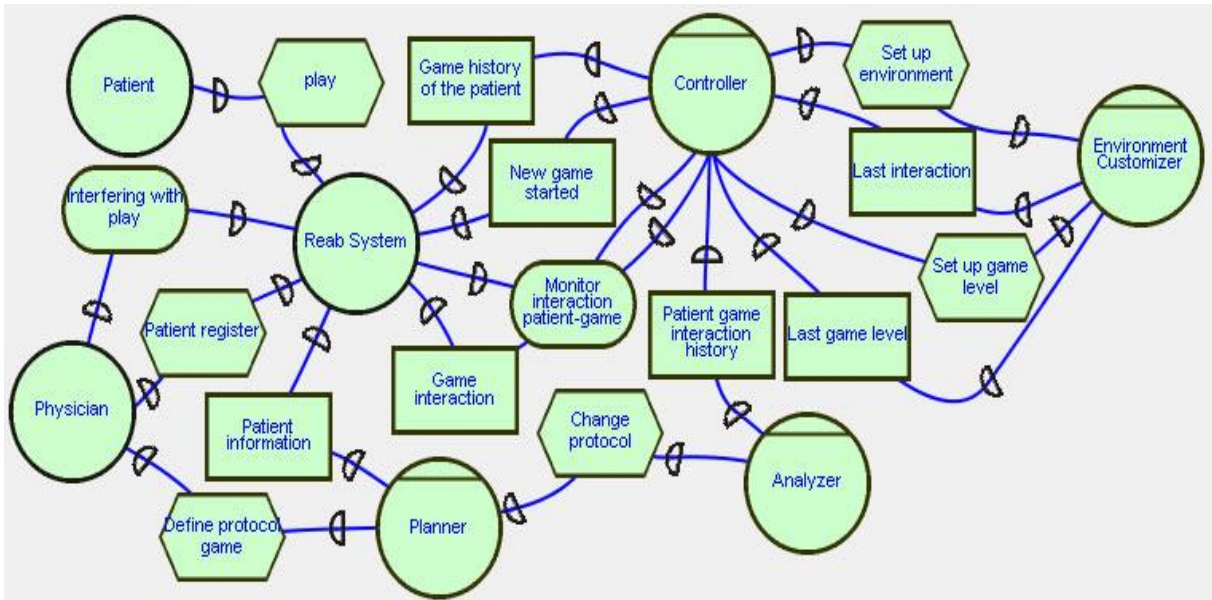 Patient
play
Game history
of the patient
Controller
Set up
environment
Environment
Customizer
New game
started
Last interaction
Interfering with
play
Reab System
Monitor
interaction
patient-game
Set up game
level
Patient register
Patient game
interaction
history
Last game level
Game
interaction
Physician
Patient
information
Change
protocol
Analyzer
Define protocol
game
Planner